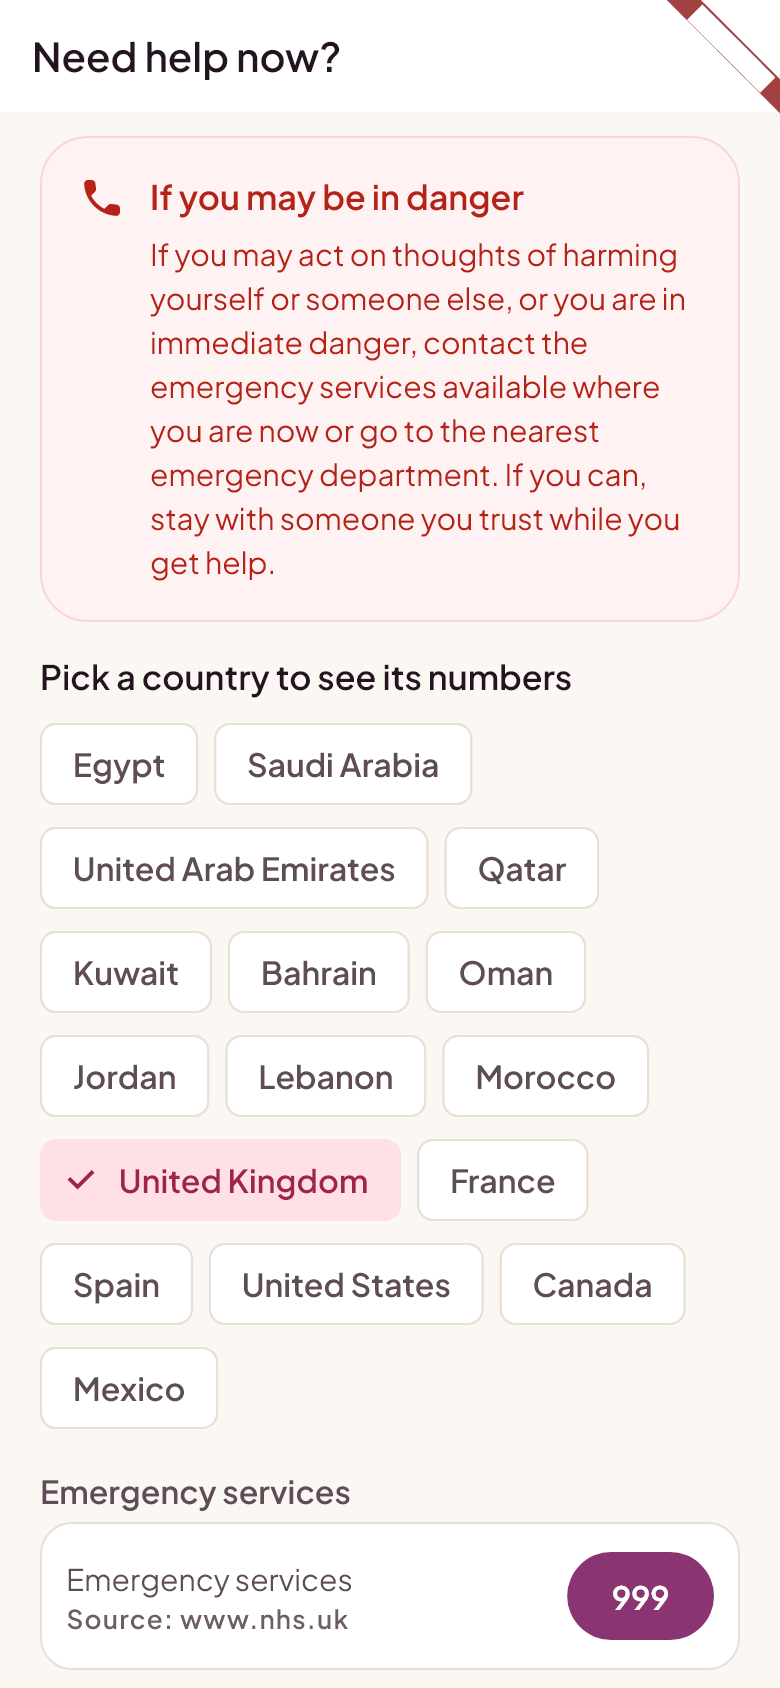 Need help now?
If you may be in danger
If you may act on thoughts of harming
yourself or someone else, or you are in
immediate danger, contact the
emergency services available where
you are now or go to the nearest
emergency department. If you can,
stay with someone you trust while you
get help.
Pick a country to see its numbers
Egypt
Saudi Arabia
United Arab Emirates
Qatar
Kuwait
Bahrain
Oman
Jordan
Lebanon
Morocco
United Kingdom
France
Spain
United States
Canada
Mexico
Emergency services
Emergency services
Source: www.nhs.uk
999